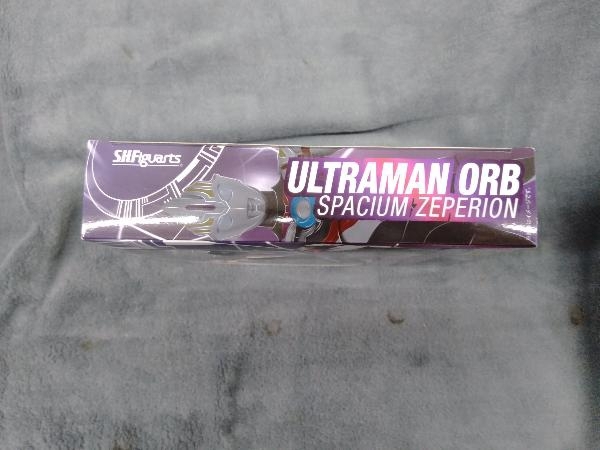 S.H.Figuarts
ULTRAMAN ORB
SPACIUM ZEPERION